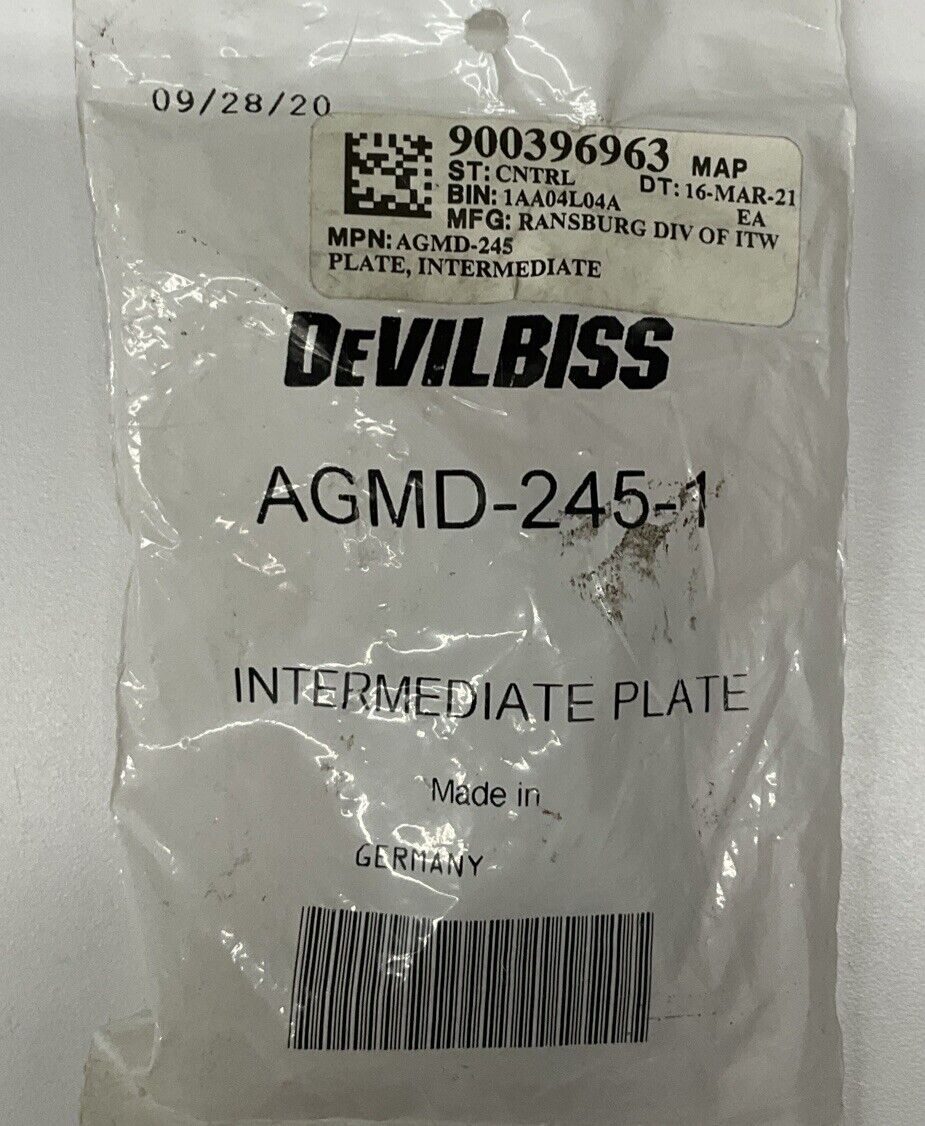 09/28/20
900396963 MAP
ST: CNTRL DT: 16-MAR-21
BIN: 1AA04L04A EA
MFG: RANSBURG DIV OF ITW
MPN: AGMD-245
PLATE, INTERMEDIATE
DEVILBISS
AGMD-245-1
INTERMEDIATE PLATE
Made in
GERMANY